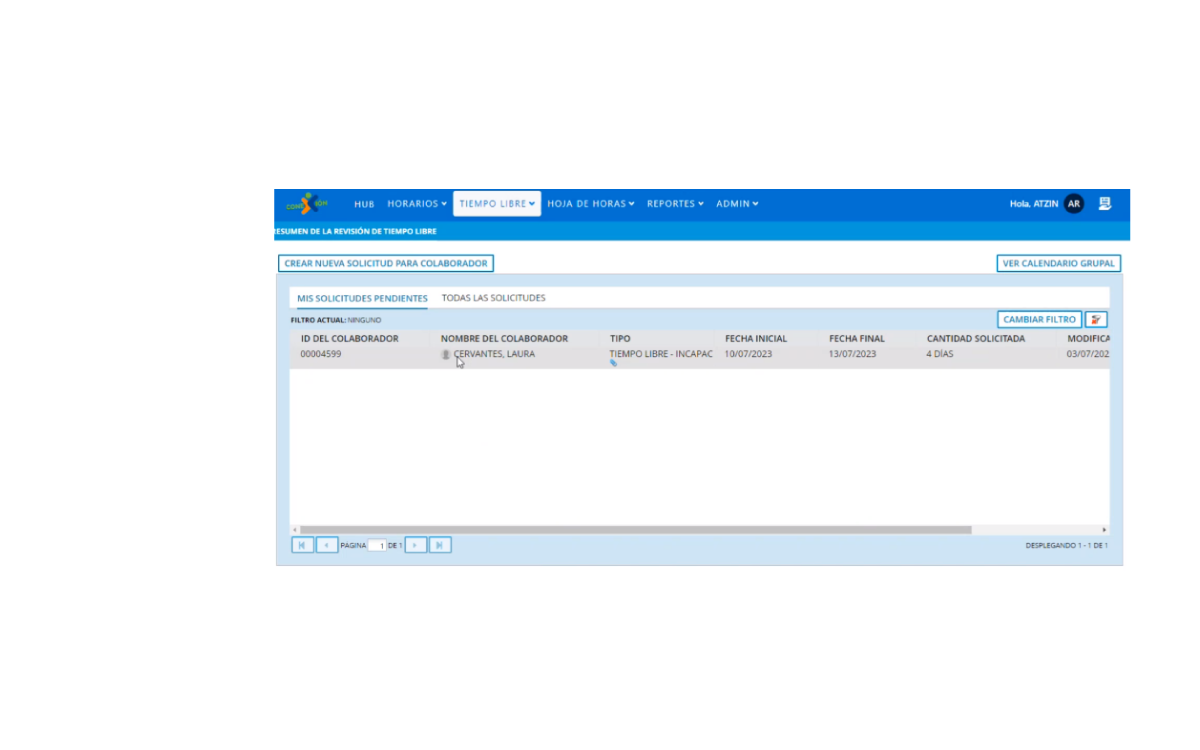 CONEXIÓN HUB HORARIOS TIEMPO LIBRE HOJA DE HORAS REPORTES ADMIN Hola, ATZIN AR
ESUMEN DE LA REVISIÓN DE TIEMPO LIBRE
CREAR NUEVA SOLICITUD PARA COLABORADOR VER CALENDARIO GRUPAL
MIS SOLICITUDES PENDIENTES TODAS LAS SOLICITUDES
FILTRO ACTUAL: NINGUNO CAMBIAR FILTRO
ID DEL COLABORADOR NOMBRE DEL COLABORADOR TIPO FECHA INICIAL FECHA FINAL CANTIDAD SOLICITADA MODIFICA
00004599 CERVANTES, LAURA TIEMPO LIBRE - INCAPAC 10/07/2023 13/07/2023 4 DÍAS 03/07/202
PÁGINA 1 DE 1 DESPLEGANDO 1 - 1 DE 1